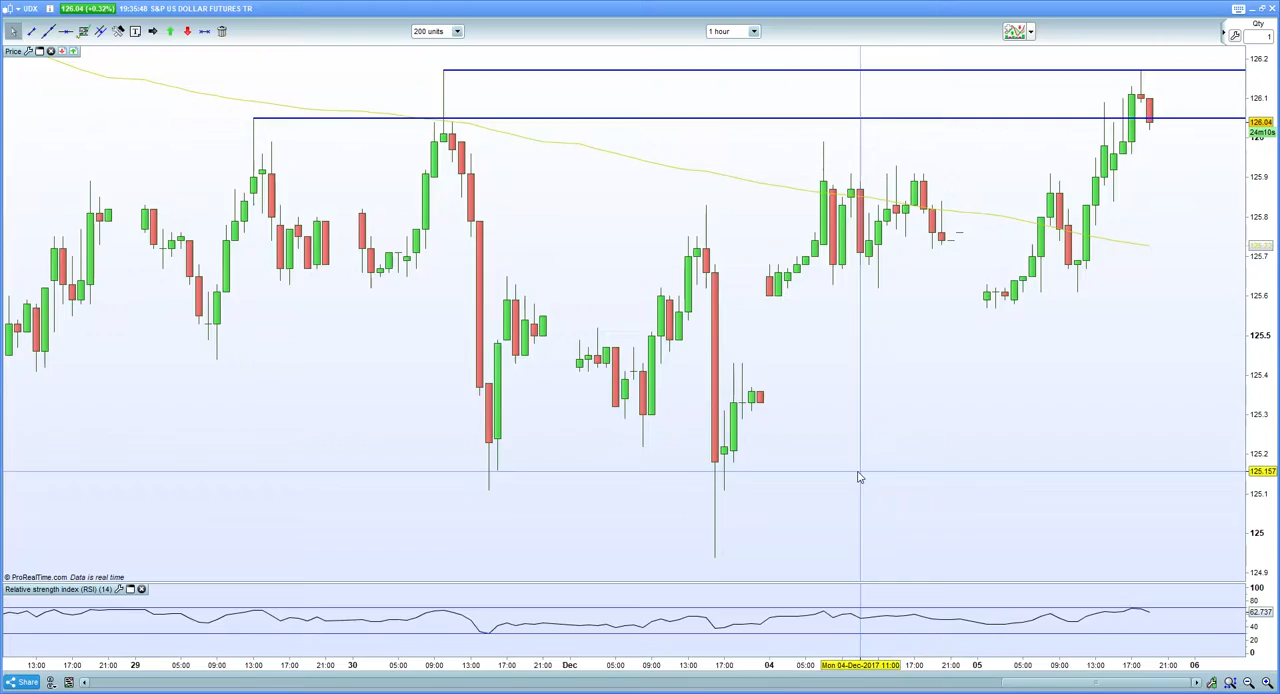 UDX 126.04 (+0.32%) 19:35:48 S&P US DOLLAR FUTURES TR
200 units
1 hour
Qty
1
Price
126.2
126.1
126.04
24m10s
125.9
125.8
125.7
125.6
125.5
125.4
125.3
125.2
125.157
125.1
125
124.9
© ProRealTime.com Data is real time
Relative strength index (RSI) (14)
100
80
62.737
40
20
0
13:00 17:00 21:00 29 05:00 09:00 13:00 17:00 21:00 30 05:00 09:00 13:00 17:00 21:00 Dec 05:00 09:00 13:00 17:00 04 05:00 Mon 04-Dec-2017 11:00 17:00 21:00 05 05:00 09:00 13:00 17:00 21:00 06
Share